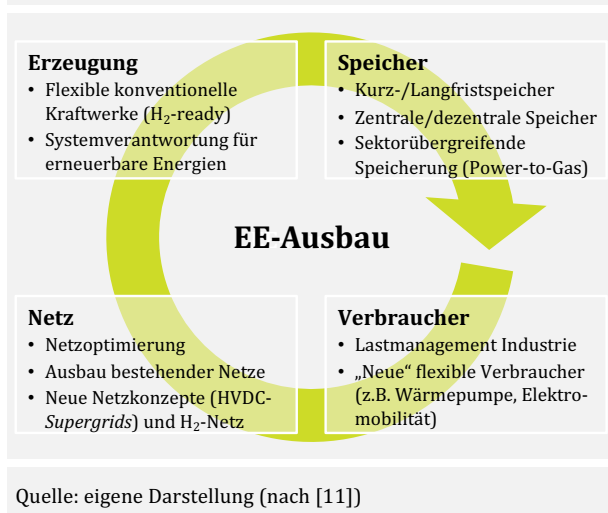 Erzeugung
• Flexible konventionelle
Kraftwerke (H₂-ready)
• Systemverantwortung für
erneuerbare Energien
Speicher
• Kurz-/Langfristspeicher
• Zentrale/dezentrale Speicher
• Sektorübergreifende
Speicherung (Power-to-Gas)
EE-Ausbau
Netz
• Netzoptimierung
• Ausbau bestehender Netze
• Neue Netzkonzepte (HVDC-
Supergrids) und H₂-Netz
Verbraucher
• Lastmanagement Industrie
• „Neue“ flexible Verbraucher
(z.B. Wärmepumpe, Elektro-
mobilität)
Quelle: eigene Darstellung (nach [11])